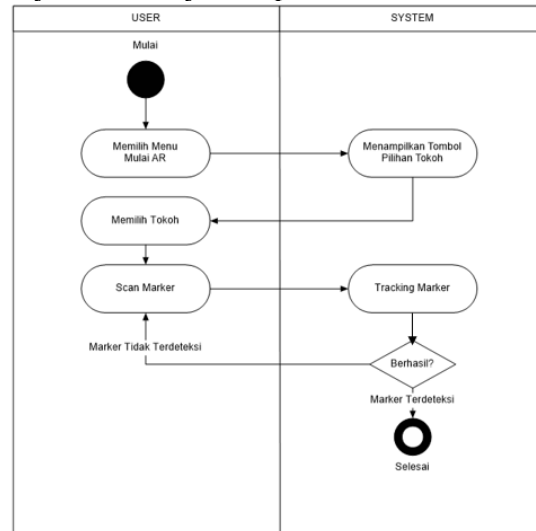 USER
SYSTEM
Mulai
Memilih Menu
Mulai AR
Menampilkan Tombol
Pilihan Tokoh
Memilih Tokoh
Scan Marker
Tracking Marker
Marker Tidak Terdeteksi
Berhasil?
Marker Terdeteksi
Selesai